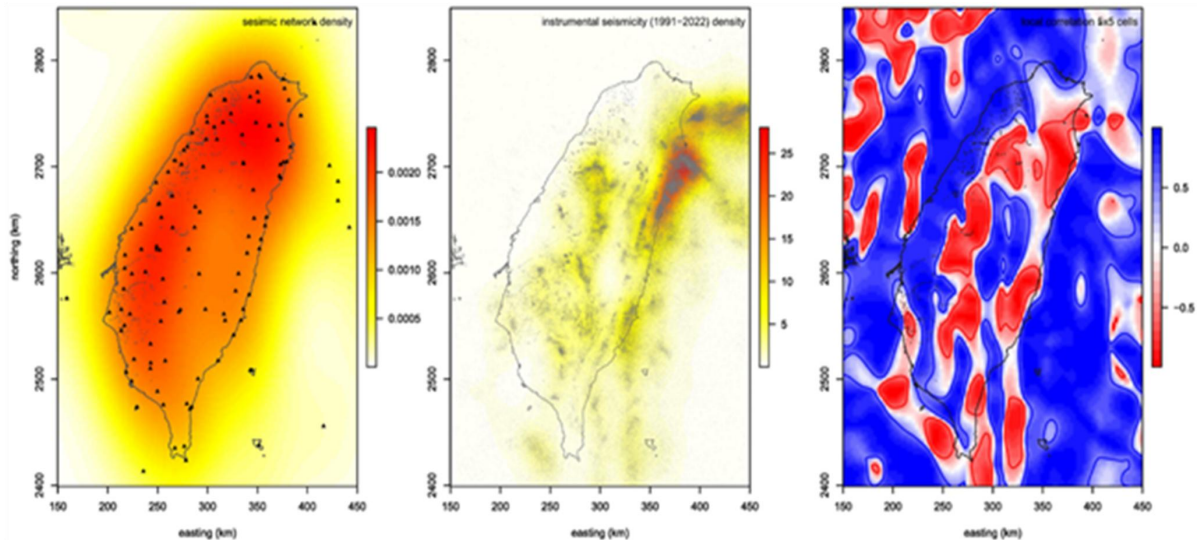 sesimic network density
instrumental seismicity (1991−2022) density
local correlation 5x5 cells
northing (km)
2800
2700
2600
2500
2400
150 200 250 300 350 400 450
easting (km)
0.0020
0.0015
0.0010
0.0005
2800
2700
2600
2500
2400
150 200 250 300 350 400 450
easting (km)
25
20
15
10
5
2800
2700
2600
2500
2400
150 200 250 300 350 400 450
easting (km)
0.5
0.0
−0.5